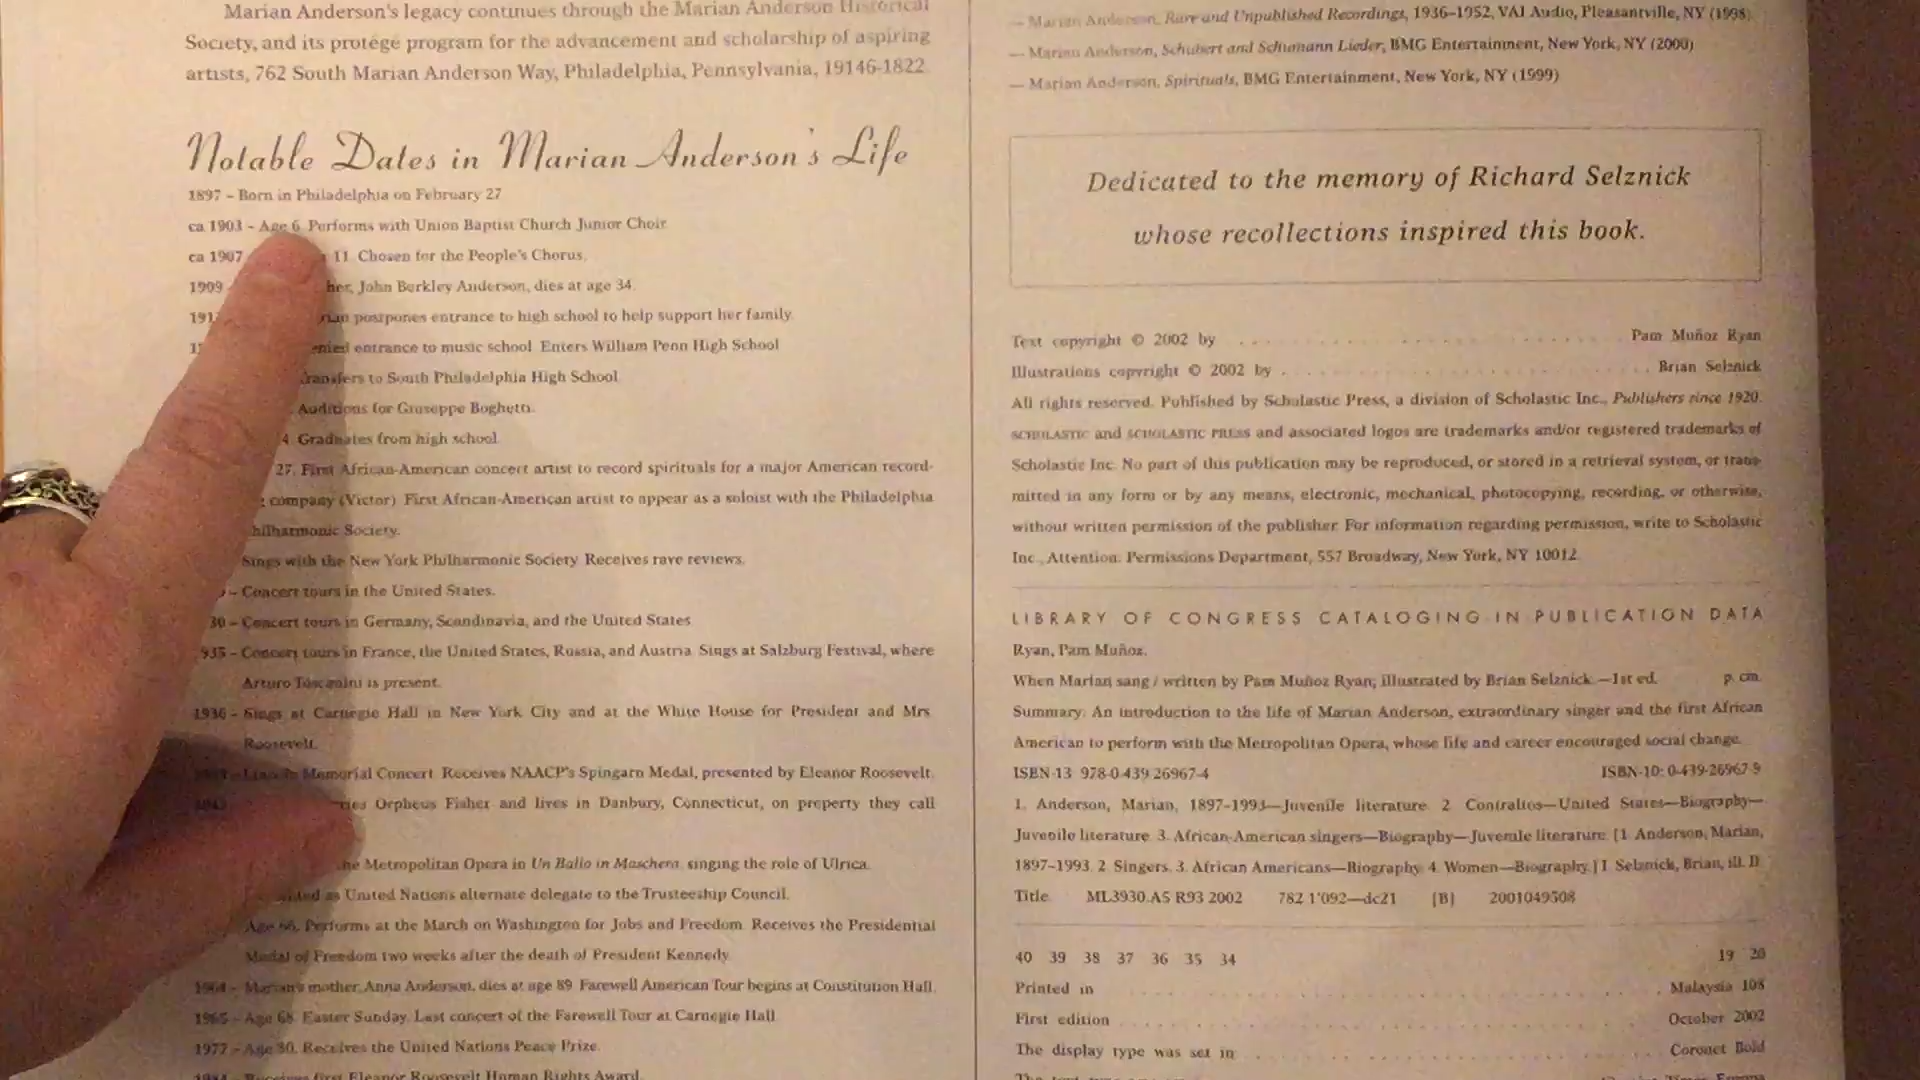 Marian Anderson's legacy continues through the Marian Anderson Historical
Society, and its protégé program for the advancement and scholarship of aspiring
artists, 762 South Marian Anderson Way, Philadelphia, Pennsylvania, 19146-1822.
Notable Dates in Marian Anderson's Life
1897 – Born in Philadelphia on February 27
ca 1903 – Age 6. Performs with Union Baptist Church Junior Choir.
ca 1907 11. Chosen for the People's Chorus.
1909 John Berkley Anderson, dies at age 34.
postpones entrance to high school to help support her family.
entrance to music school. Enters William Penn High School
Transfers to South Philadelphia High School.
Auditions for Giuseppe Boghetti.
Graduates from high school.
27. First African-American concert artist to record spirituals for a major American record-
company (Victor). First African-American artist to appear as a soloist with the Philadelphia
Philharmonic Society.
Sings with the New York Philharmonic Society. Receives rave reviews.
– Concert tours in the United States.
30 – Concert tours in Germany, Scandinavia, and the United States.
1935 – Concert tours in France, the United States, Russia, and Austria. Sings at Salzburg Festival, where
Arturo Toscanini is present.
1936 – Sings at Carnegie Hall in New York City and at the White House for President and Mrs.
Roosevelt.
Lincoln Memorial Concert. Receives NAACP's Spingarn Medal, presented by Eleanor Roosevelt.
Orpheus Fisher and lives in Danbury, Connecticut, on property they call
the Metropolitan Opera in Un Ballo in Maschera, singing the role of Ulrica.
as United Nations alternate delegate to the Trusteeship Council.
Age 66. Performs at the March on Washington for Jobs and Freedom. Receives the Presidential
Medal of Freedom two weeks after the death of President Kennedy.
1964 – Marian's mother, Anna Anderson, dies at age 89. Farewell American Tour begins at Constitution Hall.
1965 – Age 68. Easter Sunday. Last concert of the Farewell Tour at Carnegie Hall.
1977 – Age 80. Receives the United Nations Peace Prize.
1984 – Receives first Eleanor Roosevelt Human Rights Award.
— Marian Anderson, Rare and Unpublished Recordings, 1936–1952, VAI Audio, Pleasantville, NY (1998)
— Marian Anderson, Schubert and Schumann Lieder, BMG Entertainment, New York, NY (2000)
— Marian Anderson, Spirituals, BMG Entertainment, New York, NY (1999)
Dedicated to the memory of Richard Selznick
whose recollections inspired this book.
Text copyright © 2002 by . . . . . . . . . . . . Pam Muñoz Ryan
Illustrations copyright © 2002 by . . . . . . . . . . . . Brian Selznick
All rights reserved. Published by Scholastic Press, a division of Scholastic Inc., Publishers since 1920.
SCHOLASTIC and SCHOLASTIC PRESS and associated logos are trademarks and/or registered trademarks of
Scholastic Inc. No part of this publication may be reproduced, or stored in a retrieval system, or trans-
mitted in any form or by any means, electronic, mechanical, photocopying, recording, or otherwise,
without written permission of the publisher. For information regarding permission, write to Scholastic
Inc., Attention: Permissions Department, 557 Broadway, New York, NY 10012.
LIBRARY OF CONGRESS CATALOGING-IN-PUBLICATION DATA
Ryan, Pam Muñoz.
When Marian sang / written by Pam Muñoz Ryan; illustrated by Brian Selznick.—1st ed. p. cm.
Summary: An introduction to the life of Marian Anderson, extraordinary singer and the first African
American to perform with the Metropolitan Opera, whose life and career encouraged social change.
ISBN-13 978-0-439-26967-4 ISBN-10: 0-439-26967-9
1. Anderson, Marian, 1897–1993—Juvenile literature. 2. Contraltos—United States—Biography—
Juvenile literature. 3. African-American singers—Biography—Juvenile literature. [1. Anderson, Marian,
1897–1993. 2. Singers. 3. African Americans—Biography. 4. Women—Biography.] I. Selznick, Brian, ill. II.
Title. ML3930.A5 R93 2002 782.1'092—dc21 [B] 2001049508
40 39 38 37 36 35 34 19 20
Printed in . . . . . . . . . . . . Malaysia 108
First edition . . . . . . . . . . . . October 2002
The display type was set in . . . . . . . . . . . . Coronet Bold